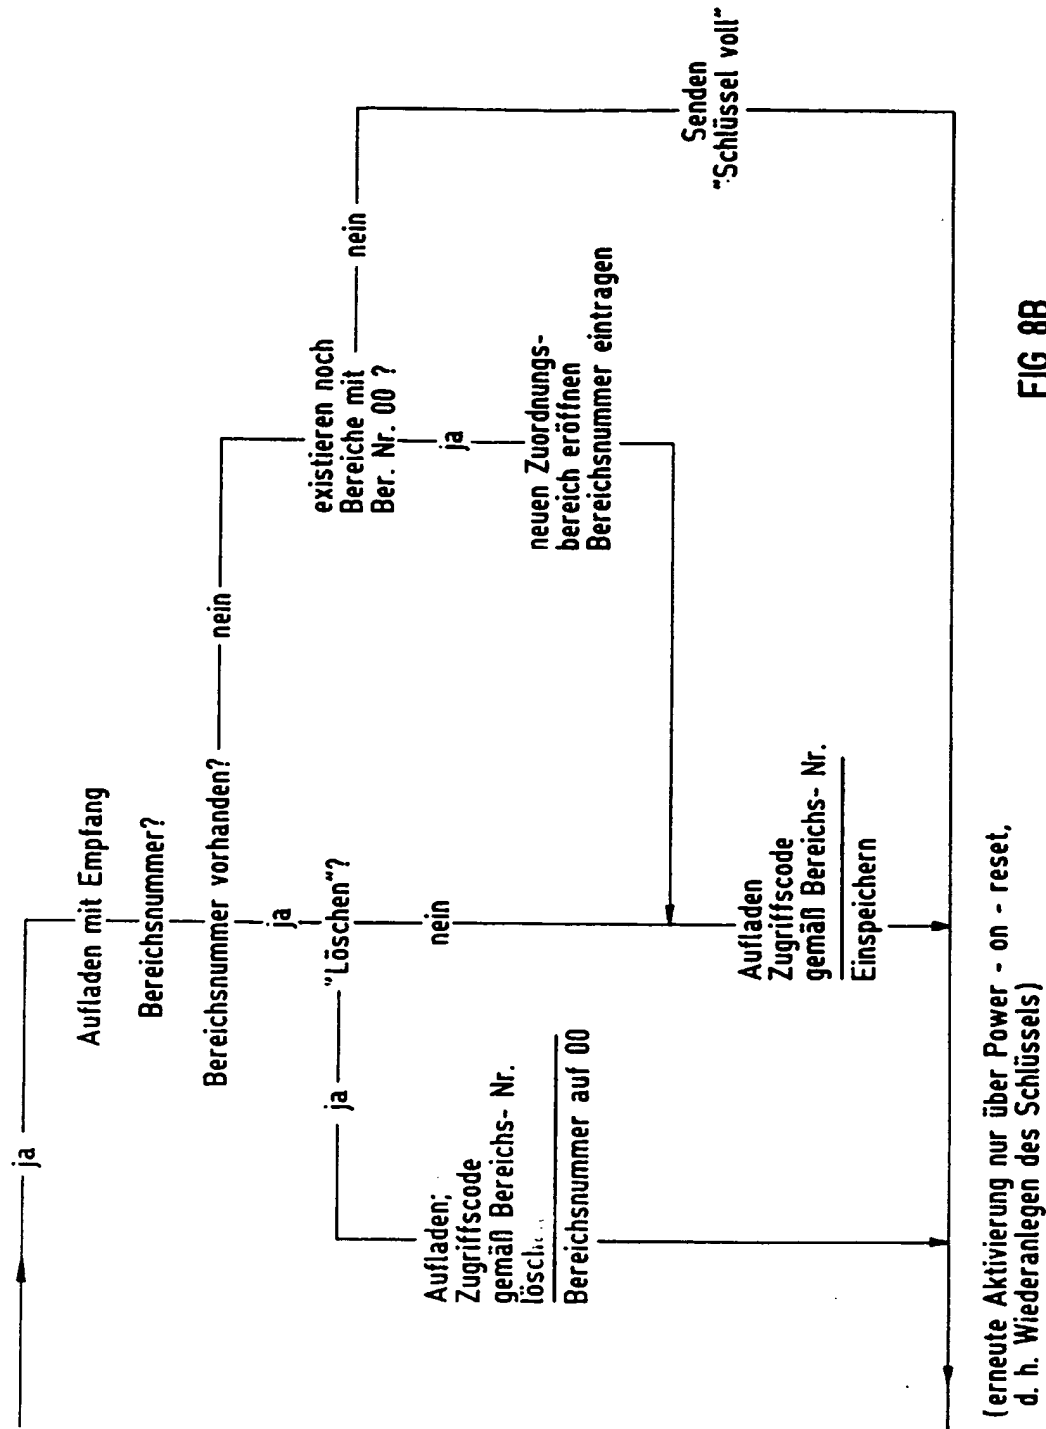 ja
Aufladen mit Empfang
Bereichsnummer?
Bereichsnummer vorhanden?
nein
ja
"Löschen"?
ja
nein
existieren noch
Bereiche mit
Ber. Nr. 00 ?
nein
ja
neuen Zuordnungs-
bereich eröffnen
Bereichsnummer eintragen
Senden
"Schlüssel voll"
Aufladen;
Zugriffscode
gemäß Bereichs- Nr.
Bereichsnummer auf 00
Aufladen
Zugriffscode
gemäß Bereichs- Nr.
Einspeichern
(erneute Aktivierung nur über Power - on - reset,
d. h. Wiederanlegen des Schlüssels)
FIG 8B